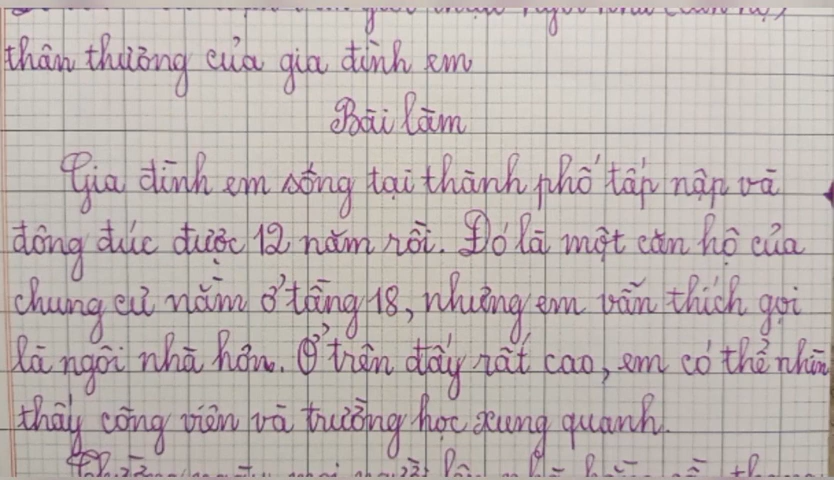 thân thương của gia đình em
Bài làm
Gia đình em sống tại thành phố tấp nập và
đông đúc được 12 năm rồi. Đó là một căn hộ của
chung cư nằm ở tầng 18, nhưng em vẫn thích gọi
là ngôi nhà hơn. Ở trên đấy rất cao, em có thể nhìn
thấy công viên và trường học xung quanh.